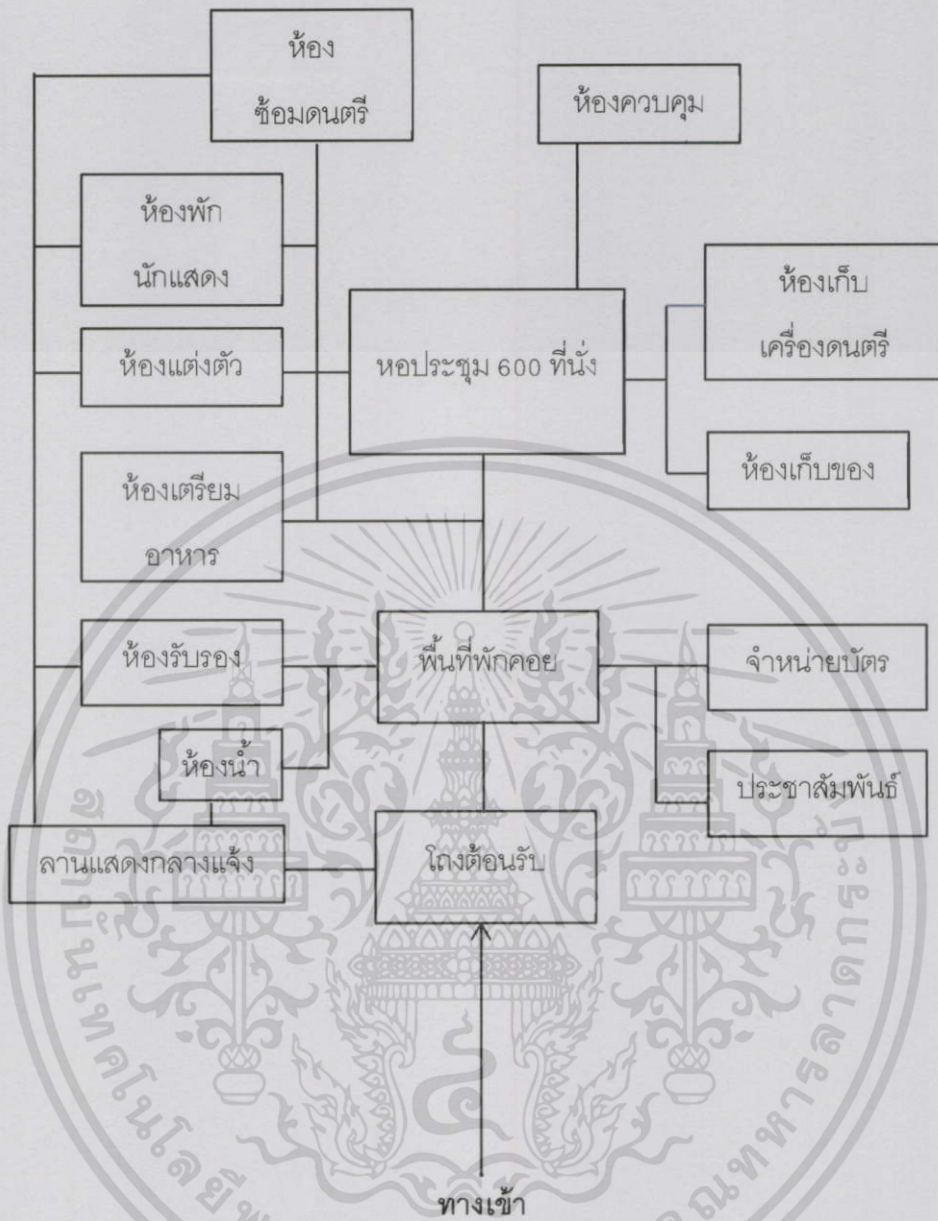 ห้อง
ซ้อมดนตรี
ห้องควบคุม
ห้องพัก
นักแสดง
ห้องเก็บ
เครื่องดนตรี
ห้องแต่งตัว
หอประชุม 600 ที่นั่ง
ห้องเก็บของ
ห้องเตรียม
อาหาร
ห้องรับรอง
พื้นที่พักคอย
จำหน่ายบัตร
ห้องน้ำ
ประชาสัมพันธ์
ลานแสดงกลางแจ้ง
โถงต้อนรับ
ทางเข้า